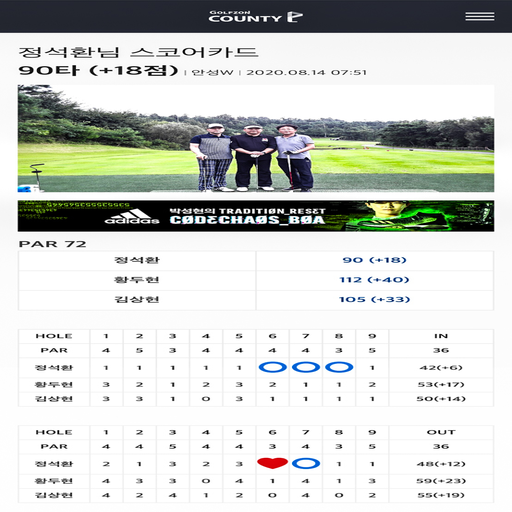 GOLFZON
COUNTY
정석환님 스코어카드
90타 (+18점) | 안성W | 2020.08.14 07:51
adidas 박성현의 TRADITION_RESET
CØDECHAØS_BØA
PAR 72
정석환 90 (+18)
황두현 112 (+40)
김상현 105 (+33)
HOLE 1 2 3 4 5 6 7 8 9 IN
PAR 4 5 3 4 4 4 4 3 5 36
정석환 1 1 1 1 1 1 42(+6)
황두현 3 2 1 2 3 2 1 1 2 53(+17)
김상현 3 3 1 0 3 1 1 1 1 50(+14)
HOLE 1 2 3 4 5 6 7 8 9 OUT
PAR 4 4 5 4 4 3 4 3 5 36
정석환 2 1 3 2 3 1 1 48(+12)
황두현 4 3 3 0 4 1 4 1 3 59(+23)
김상현 4 2 4 1 2 0 4 0 2 55(+19)